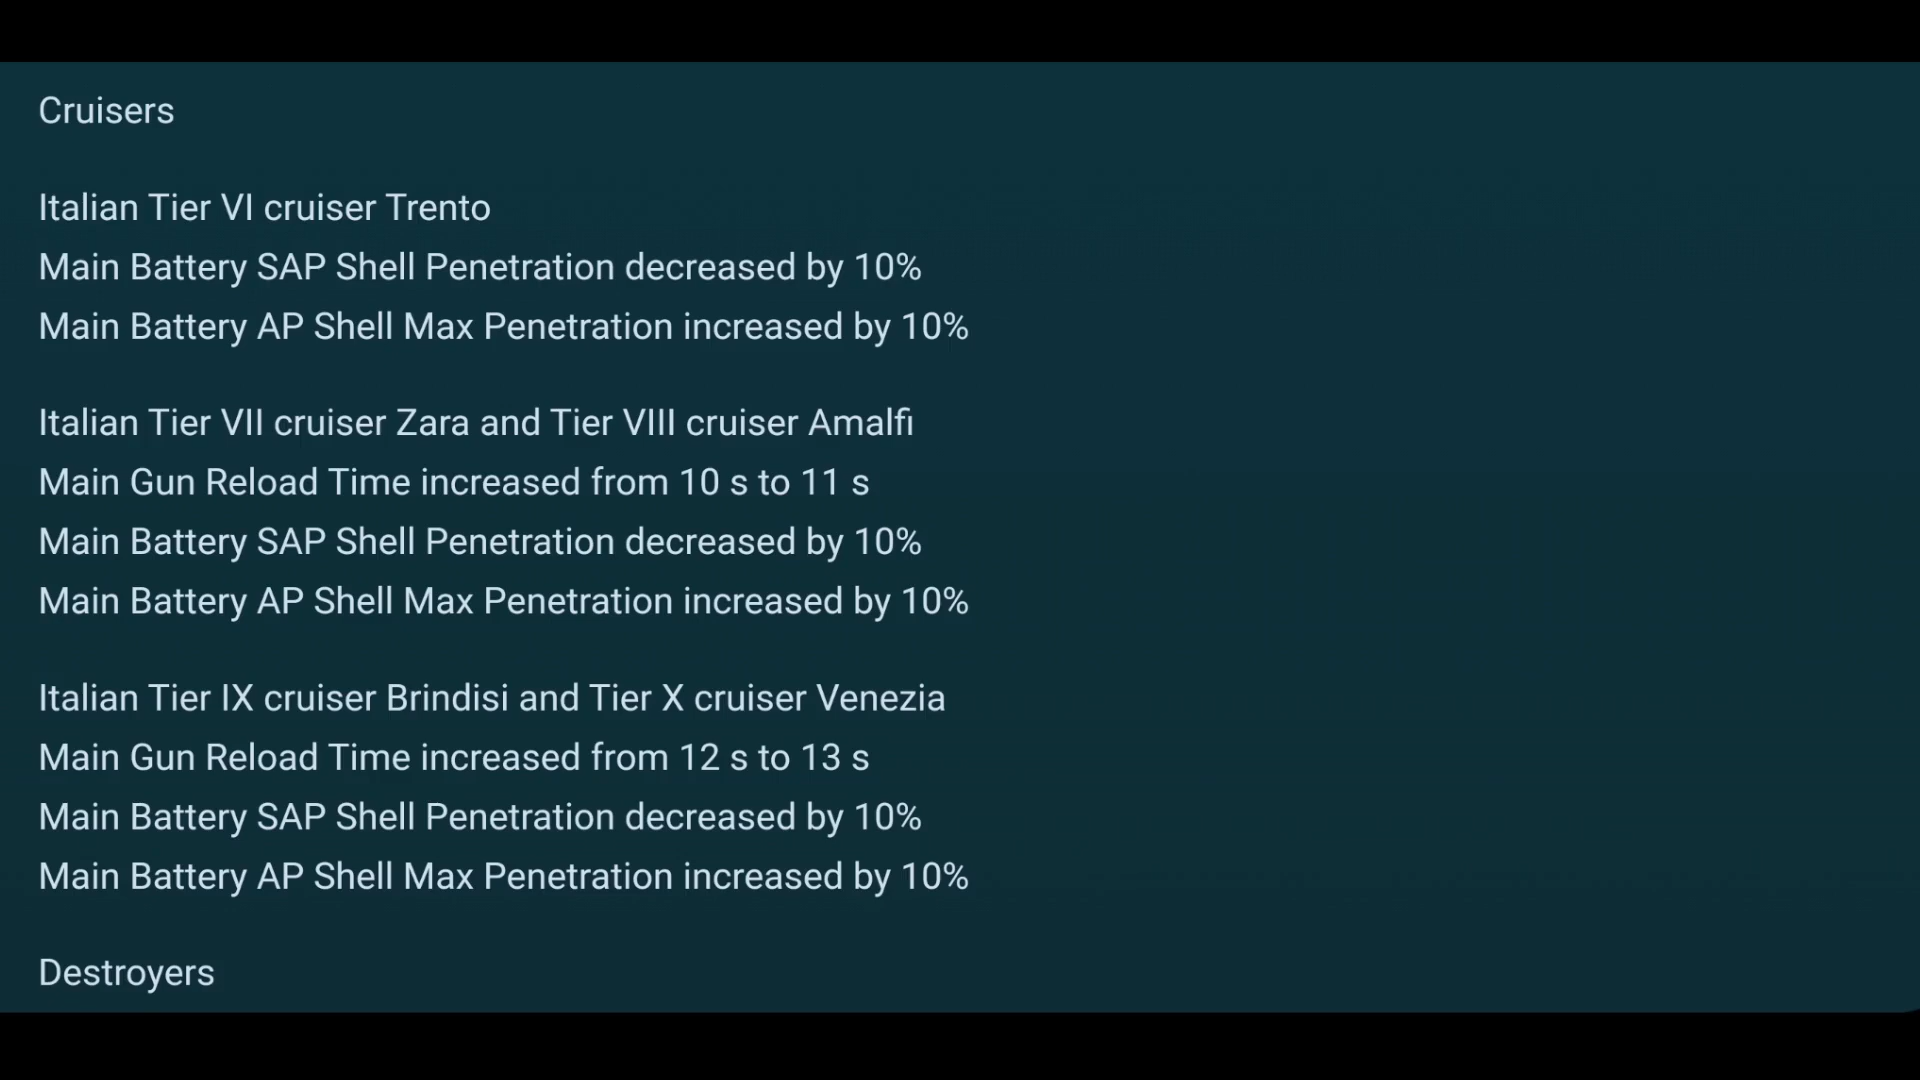 Cruisers
Italian Tier VI cruiser Trento
Main Battery SAP Shell Penetration decreased by 10%
Main Battery AP Shell Max Penetration increased by 10%
Italian Tier VII cruiser Zara and Tier VIII cruiser Amalfi
Main Gun Reload Time increased from 10 s to 11 s
Main Battery SAP Shell Penetration decreased by 10%
Main Battery AP Shell Max Penetration increased by 10%
Italian Tier IX cruiser Brindisi and Tier X cruiser Venezia
Main Gun Reload Time increased from 12 s to 13 s
Main Battery SAP Shell Penetration decreased by 10%
Main Battery AP Shell Max Penetration increased by 10%
Destroyers